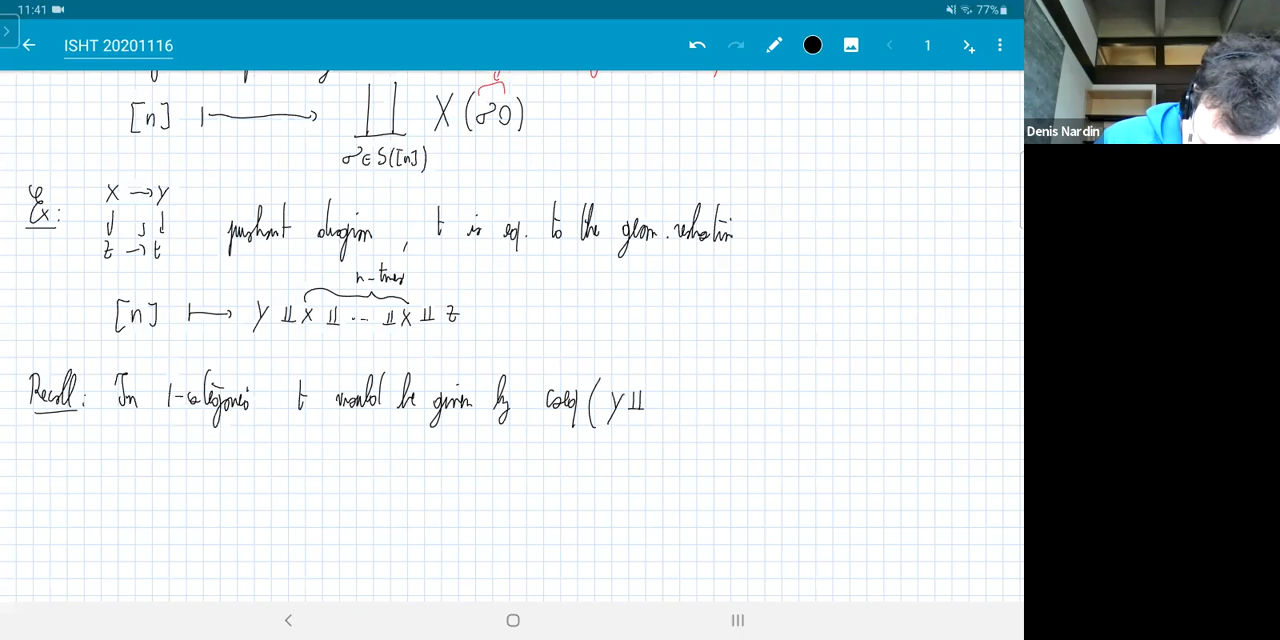 11:41
77%
ISHT 20201116
1
[n] ⟼ ∐ X(σ0)
σ ∈ S([n])
Ex: X → Y
Z → t
pushout diagram, t is eq. to the geom. realization
n-times
[n] ⟼ Y ⨿ X ⨿ ... ⨿ X ⨿ Z
Recall: In 1-categories t would be given by coeq ( Y ⨿
Denis Nardin